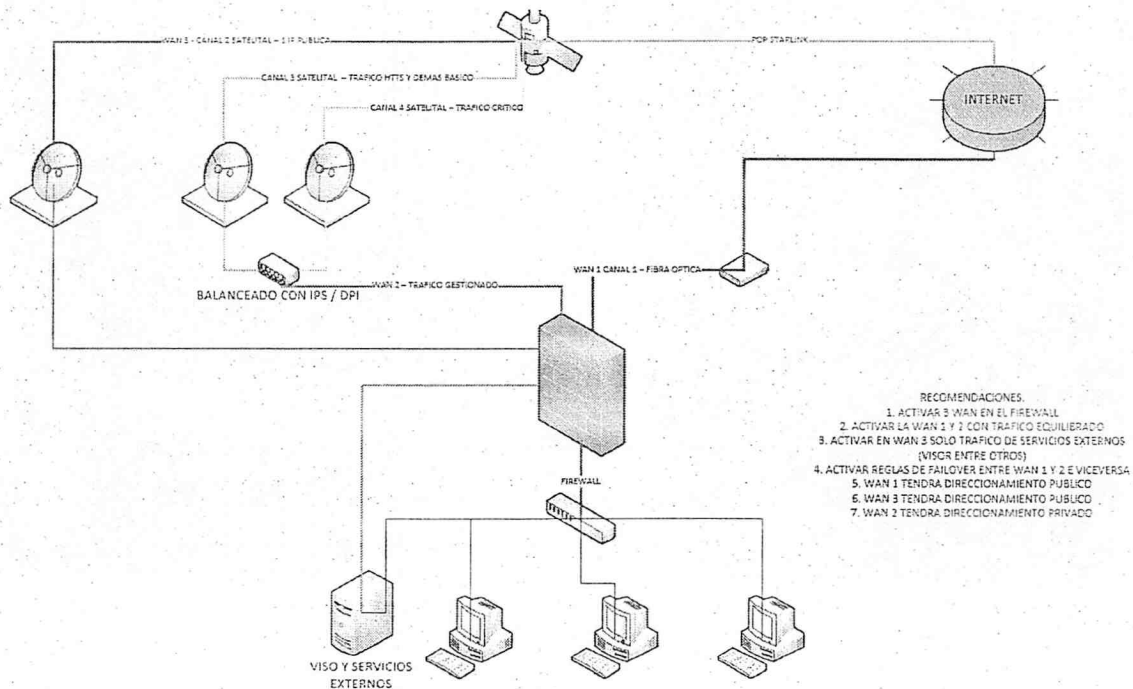 WAN 3 - CANAL 2 SATELITAL – 1 IP PUBLICA
POP STARLINK
CANAL 3 SATELITAL – TRAFICO HTTS Y DEMAS BASICO
CANAL 4 SATELITAL – TRAFICO CRITICO
INTERNET
WAN 1 CANAL 1 – FIBRA OPTICA
WAN 2 – TRAFICO GESTIONADO
BALANCEADO CON IPS / DPI
RECOMENDACIONES.
1. ACTIVAR 3 WAN EN EL FIREWALL
2. ACTIVAR LA WAN 1 Y 2 CON TRAFICO EQUILIBRADO
3. ACTIVAR EN WAN 3 SOLO TRAFICO DE SERVICIOS EXTERNOS
(VISOR ENTRE OTROS)
4. ACTIVAR REGLAS DE FAILOVER ENTRE WAN 1 Y 2 E VICEVERSA
5. WAN 1 TENDRA DIRECCIONAMIENTO PUBLICO
6. WAN 3 TENDRA DIRECCIONAMIENTO PUBLICO
7. WAN 2 TENDRA DIRECCIONAMIENTO PRIVADO
FIREWALL
VISO Y SERVICIOS
EXTERNOS